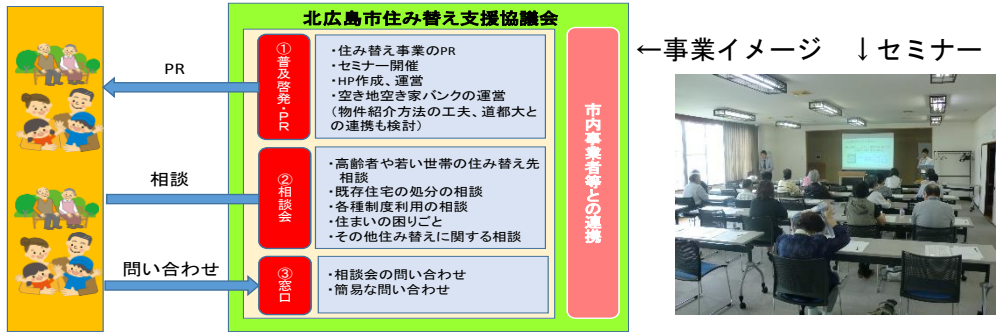 北広島市住み替え支援協議会
←事業イメージ ↓セミナー
PR
①普及啓発・PR
・住み替え事業のPR
・セミナー開催
・HP作成、運営
・空き地空き家バンクの運営
（物件紹介方法の工夫、道都大と
の連携も検討）
相談
②相談会
・高齢者や若い世帯の住み替え先
相談
・既存住宅の処分の相談
・各種制度利用の相談
・住まいの困りごと
・その他住み替えに関する相談
問い合わせ
③窓口
・相談会の問い合わせ
・簡易な問い合わせ
市内事業者等との連携